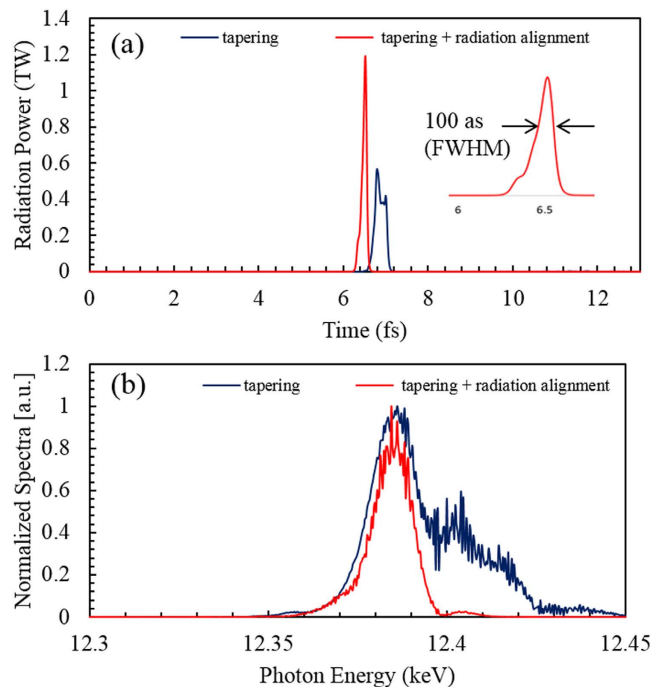 1.4
(a)
tapering
tapering + radiation alignment
1.2
1
0.8
0.6
0.4
0.2
0
Radiation Power (TW)
100 as
(FWHM)
6
6.5
0
2
4
6
8
10
12
Time (fs)
1.2
(b)
tapering
tapering + radiation alignment
1
0.8
0.6
0.4
0.2
0
Normalized Spectra [a.u.]
12.3
12.35
12.4
12.45
Photon Energy (keV)